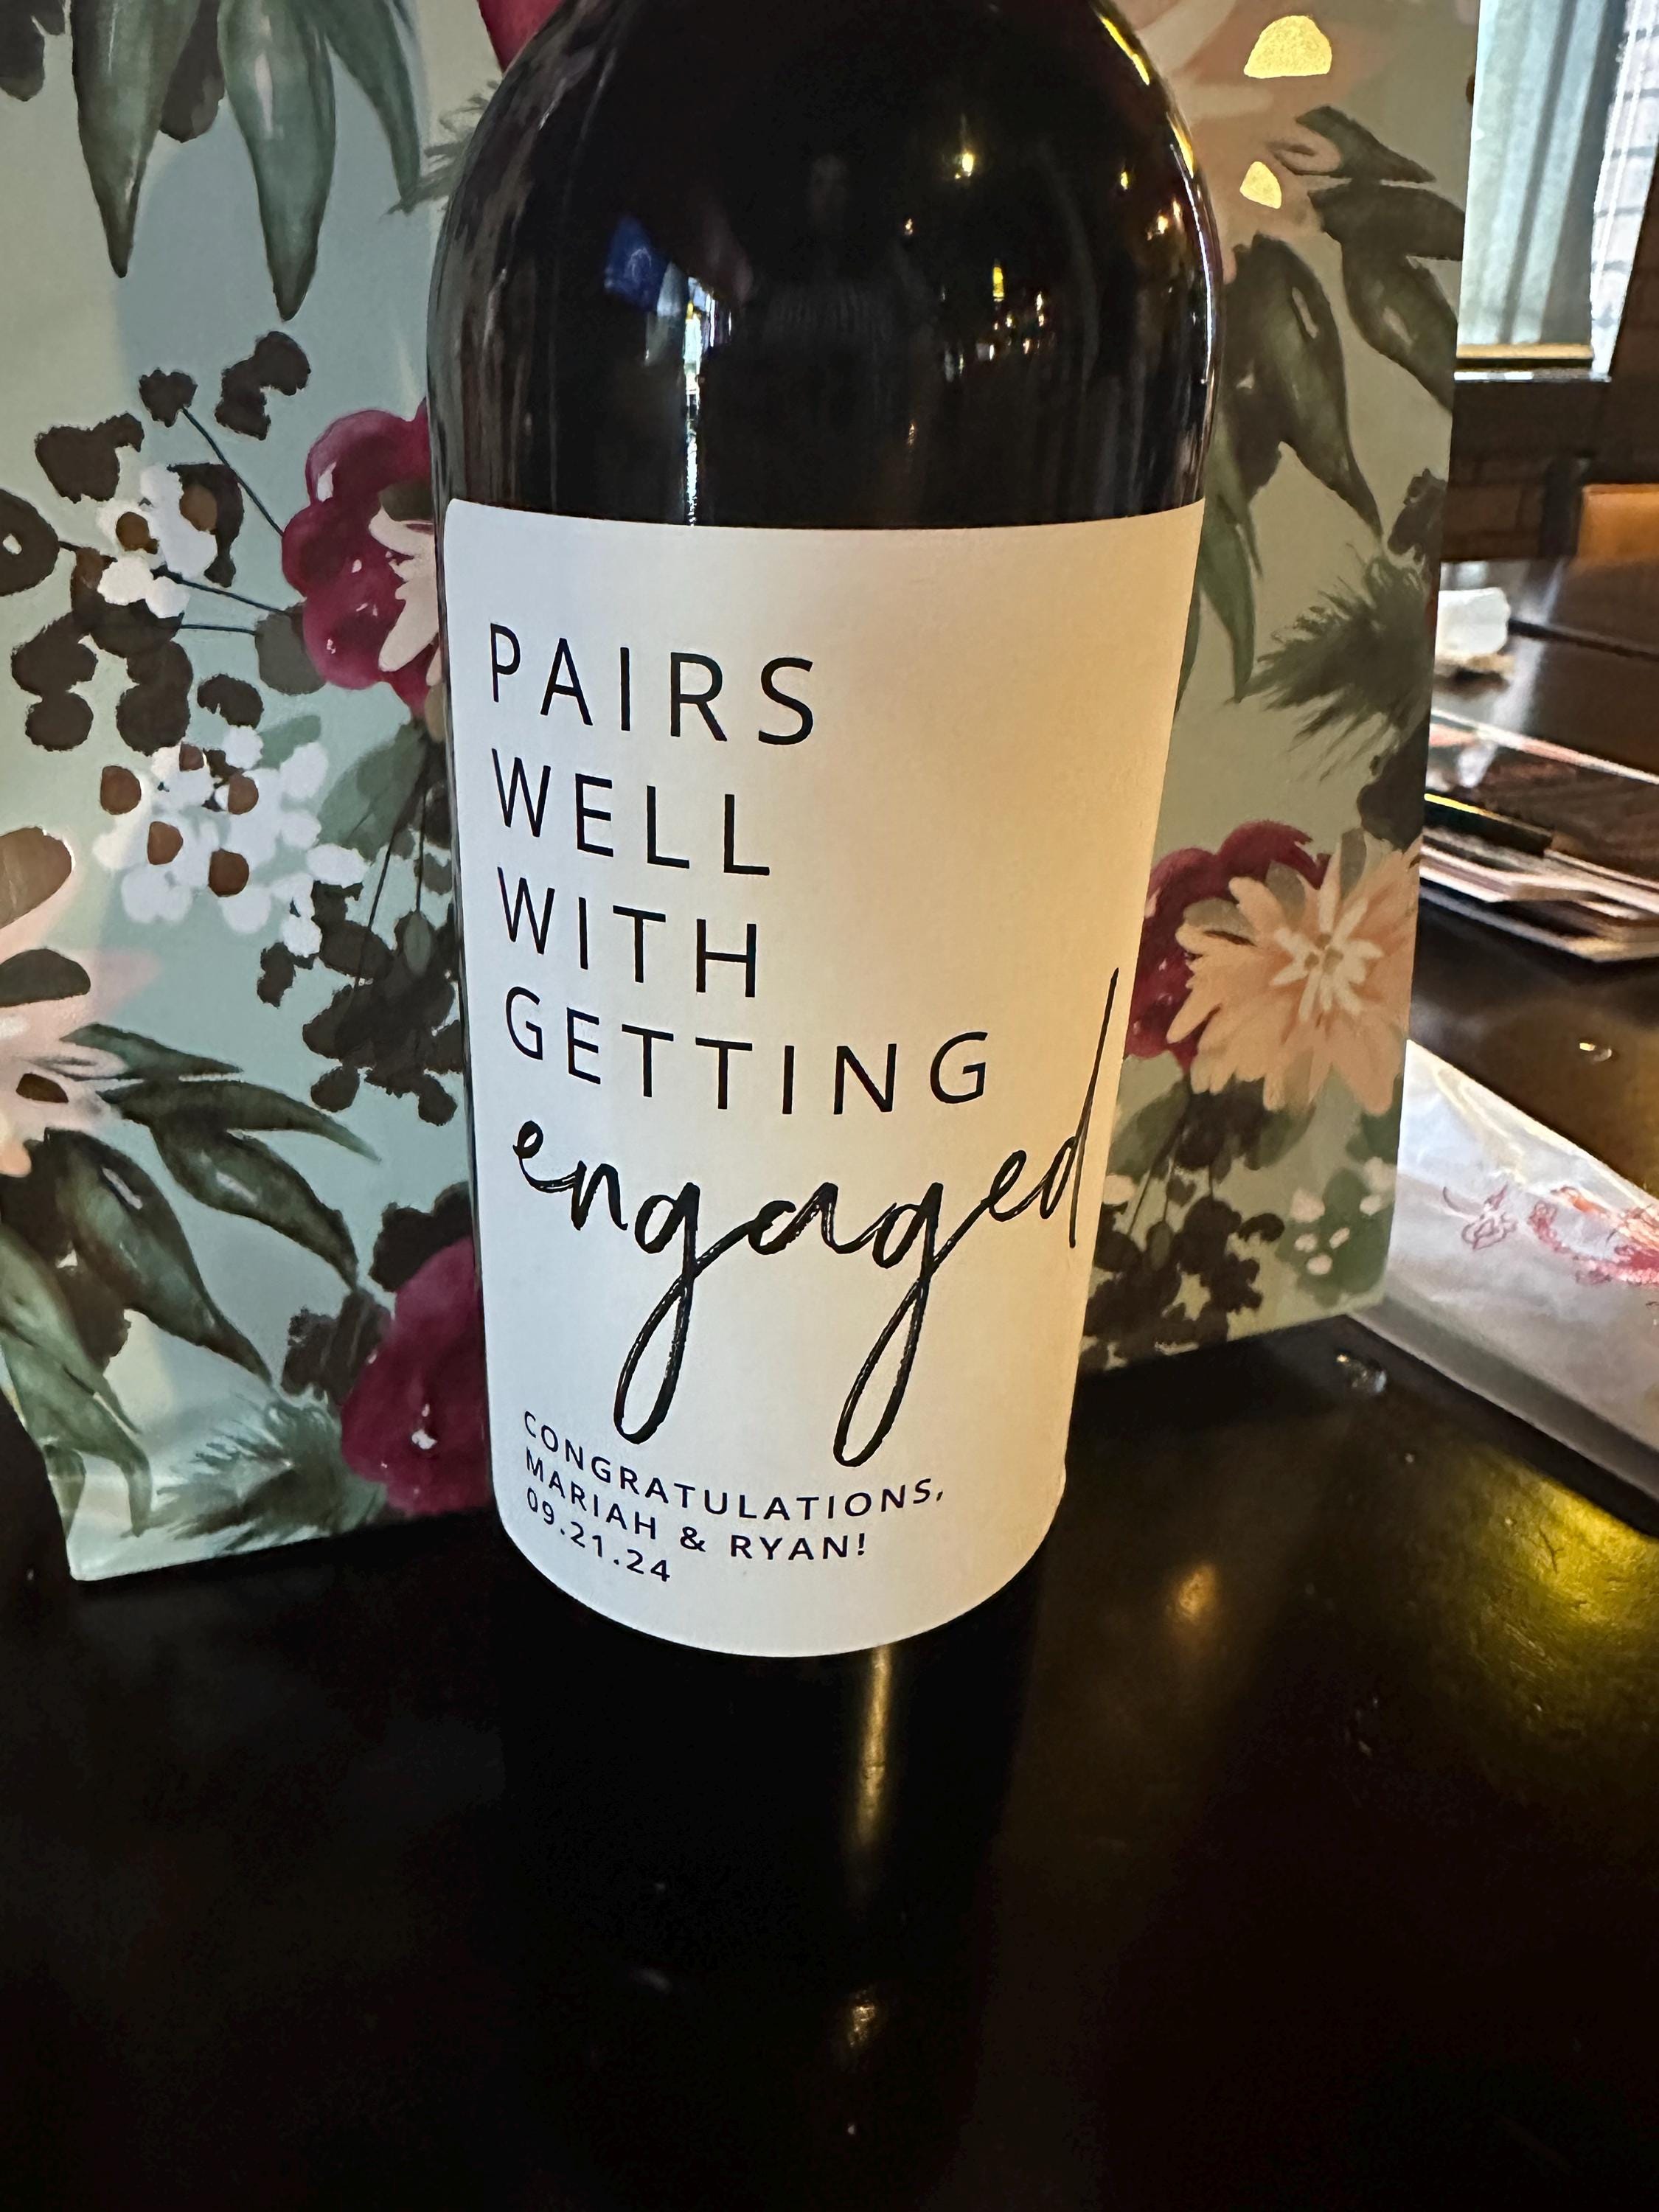 PAIRS
WELL
WITH
GETTING
engaged
CONGRATULATIONS,
MARIAH & RYAN!
09.21.24